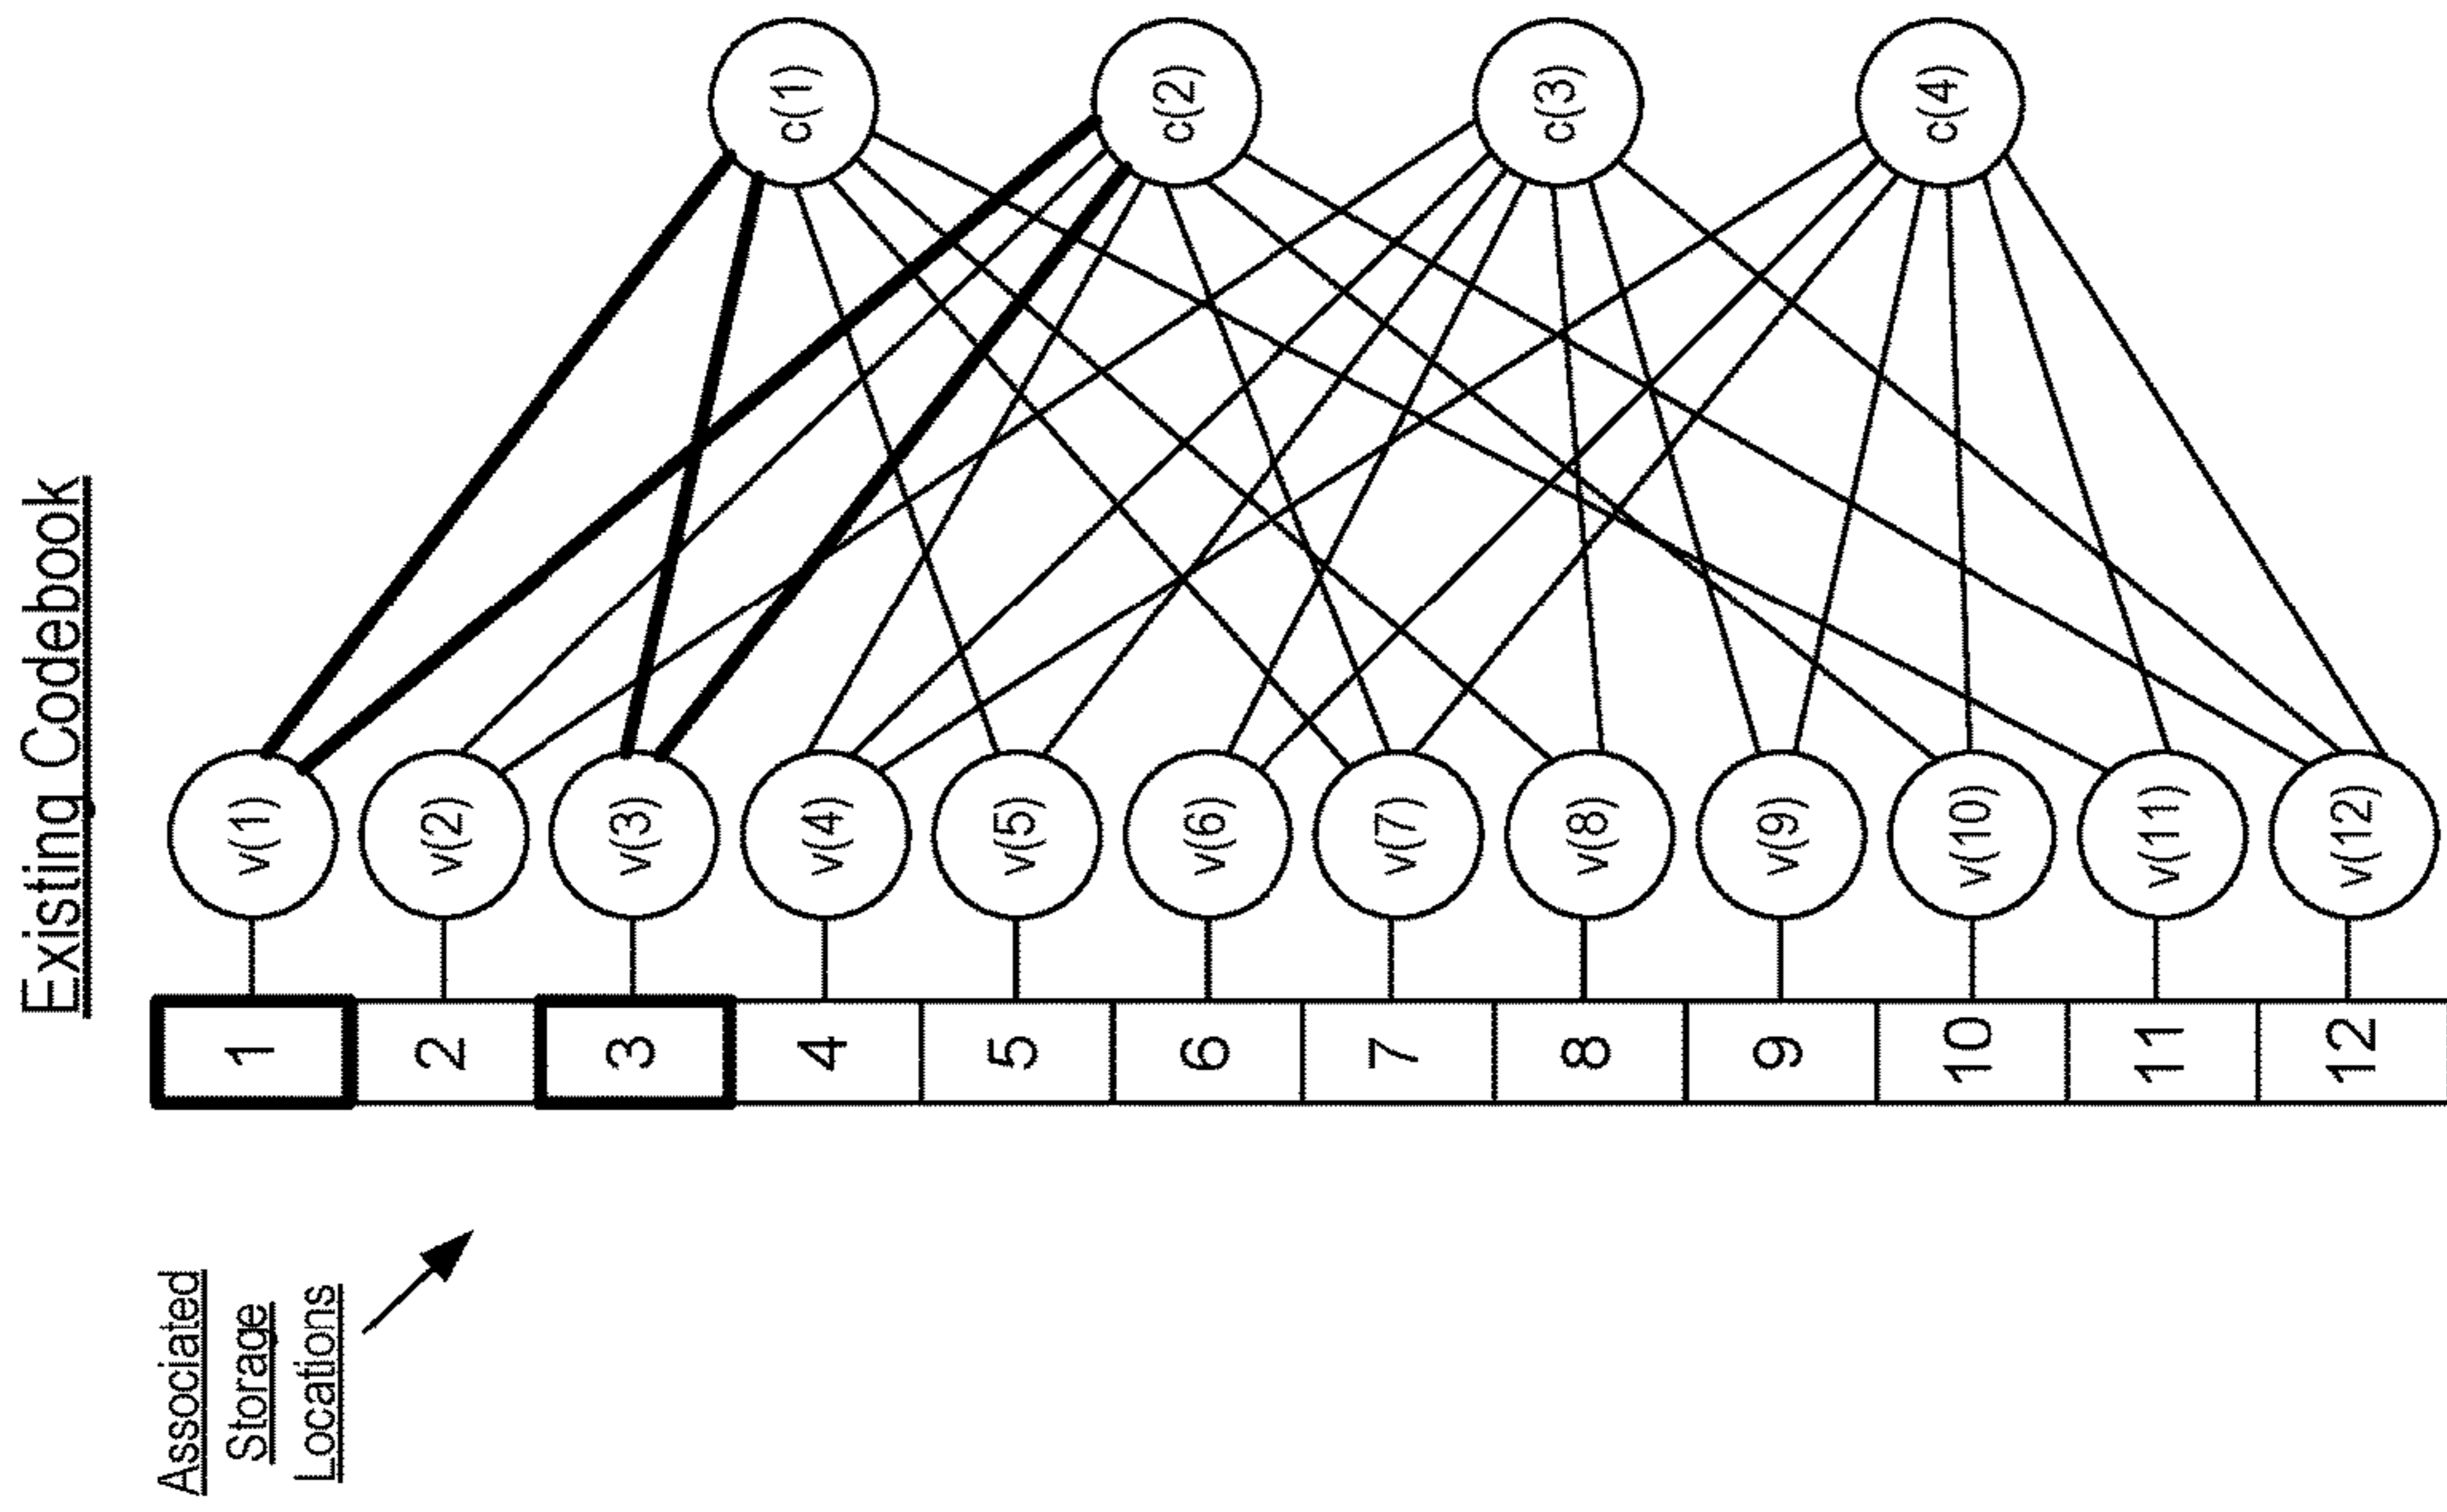 Existing Codebook
Associated
Storage
Locations
1
2
3
4
5
6
7
8
9
10
11
12
v(1)
v(2)
v(3)
v(4)
v(5)
v(6)
v(7)
v(8)
v(9)
v(10)
v(11)
v(12)
c(1)
c(2)
c(3)
c(4)